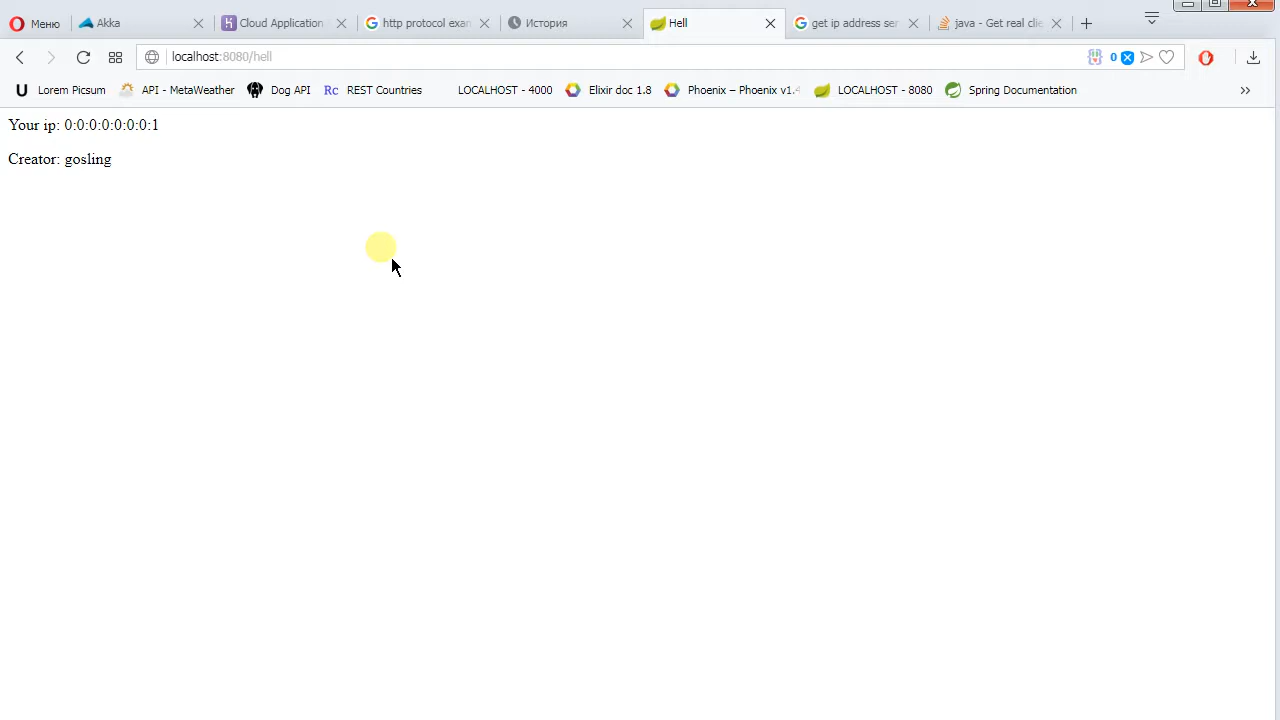 Меню
Akka
Cloud Application
http protocol exan
История
Hell
get ip address ser
java - Get real clie
localhost:8080/hell
0
Lorem Picsum
API - MetaWeather
Dog API
Rc REST Countries
LOCALHOST - 4000
Elixir doc 1.8
Phoenix – Phoenix v1.4
LOCALHOST - 8080
Spring Documentation
Your ip: 0:0:0:0:0:0:0:1
Creator: gosling